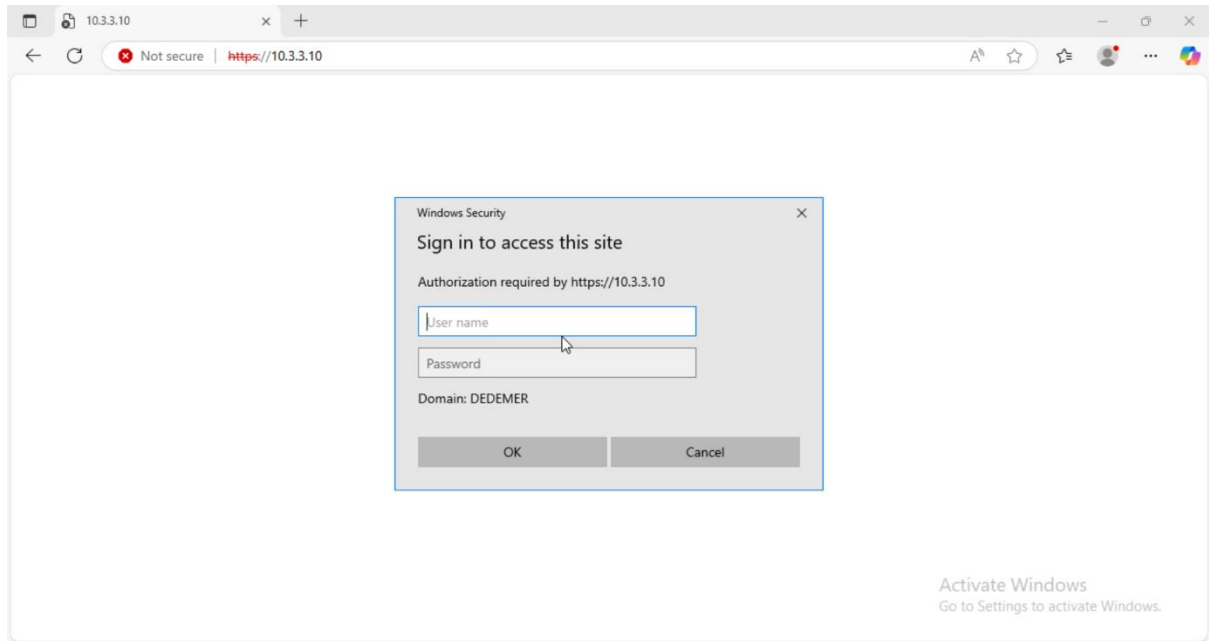 10.3.3.10
Not secure https://10.3.3.10
Windows Security
Sign in to access this site
Authorization required by https://10.3.3.10
User name
Password
Domain: DEDEMER
OK Cancel
Activate Windows
Go to Settings to activate Windows.